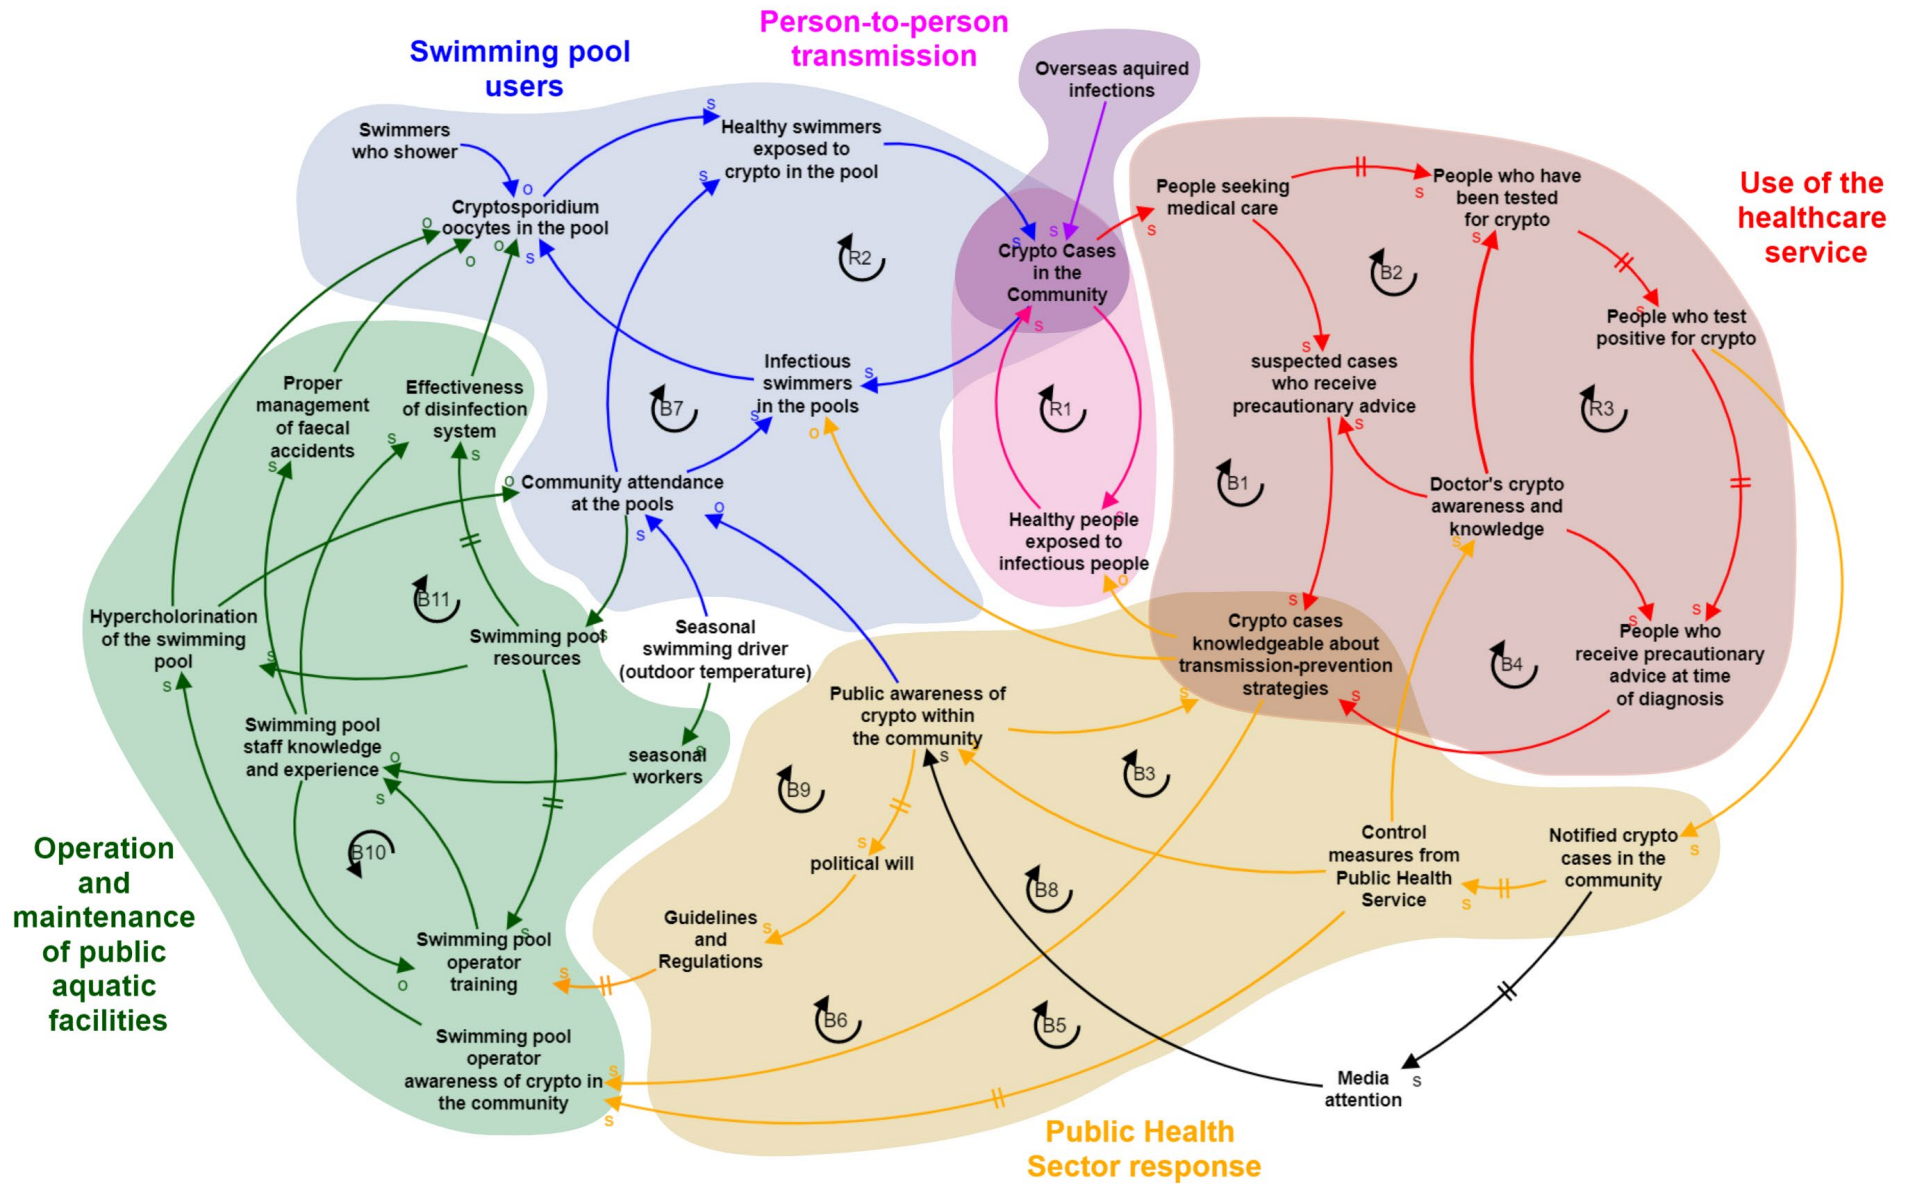 Person-to-person
transmission
Swimming pool
users
Overseas aquired
infections
Swimmers
who shower
s
Healthy swimmers
exposed to
crypto in the pool
o
s
Cryptosporidium
oocytes in the pool
o
o
o
s
R2
s
s
Crypto Cases
in the
Community
s
People seeking
medical care
s
s
People who have
been tested
for crypto
s
B2
Use of the
healthcare
service
s
People who test
positive for crypto
s
suspected cases
who receive
precautionary advice
s
R3
B1
Doctor's crypto
awareness and
knowledge
s
s
s
People who
receive precautionary
advice at time
of diagnosis
B4
s
R1
s
Healthy people
exposed to
infectious people
o
Infectious
swimmers
in the pools
s
s
o
B7
Community attendance
at the pools
o
s
o
Proper
management
of faecal
accidents
s
Effectiveness
of disinfection
system
s
s
B11
Hypercholorination
of the swimming
pool
s
s
Swimming pool
resources
s
Seasonal
swimming driver
(outdoor temperature)
Swimming pool
staff knowledge
and experience
o
s
seasonal
workers
s
B10
Swimming pool
operator
training
s
o
s
Swimming pool
operator
awareness of crypto in
the community
s
s
Operation
and
maintenance
of public
aquatic
facilities
Public awareness of
crypto within
the community
s
B9
s
political will
Guidelines
and
Regulations
s
B6
B5
B8
B3
s
Crypto cases
knowledgeable about
transmission-prevention
strategies
s
s
Control
measures from
Public Health
Service
s
Notified crypto
cases in the
community
s
Media
attention
s
Public Health
Sector response